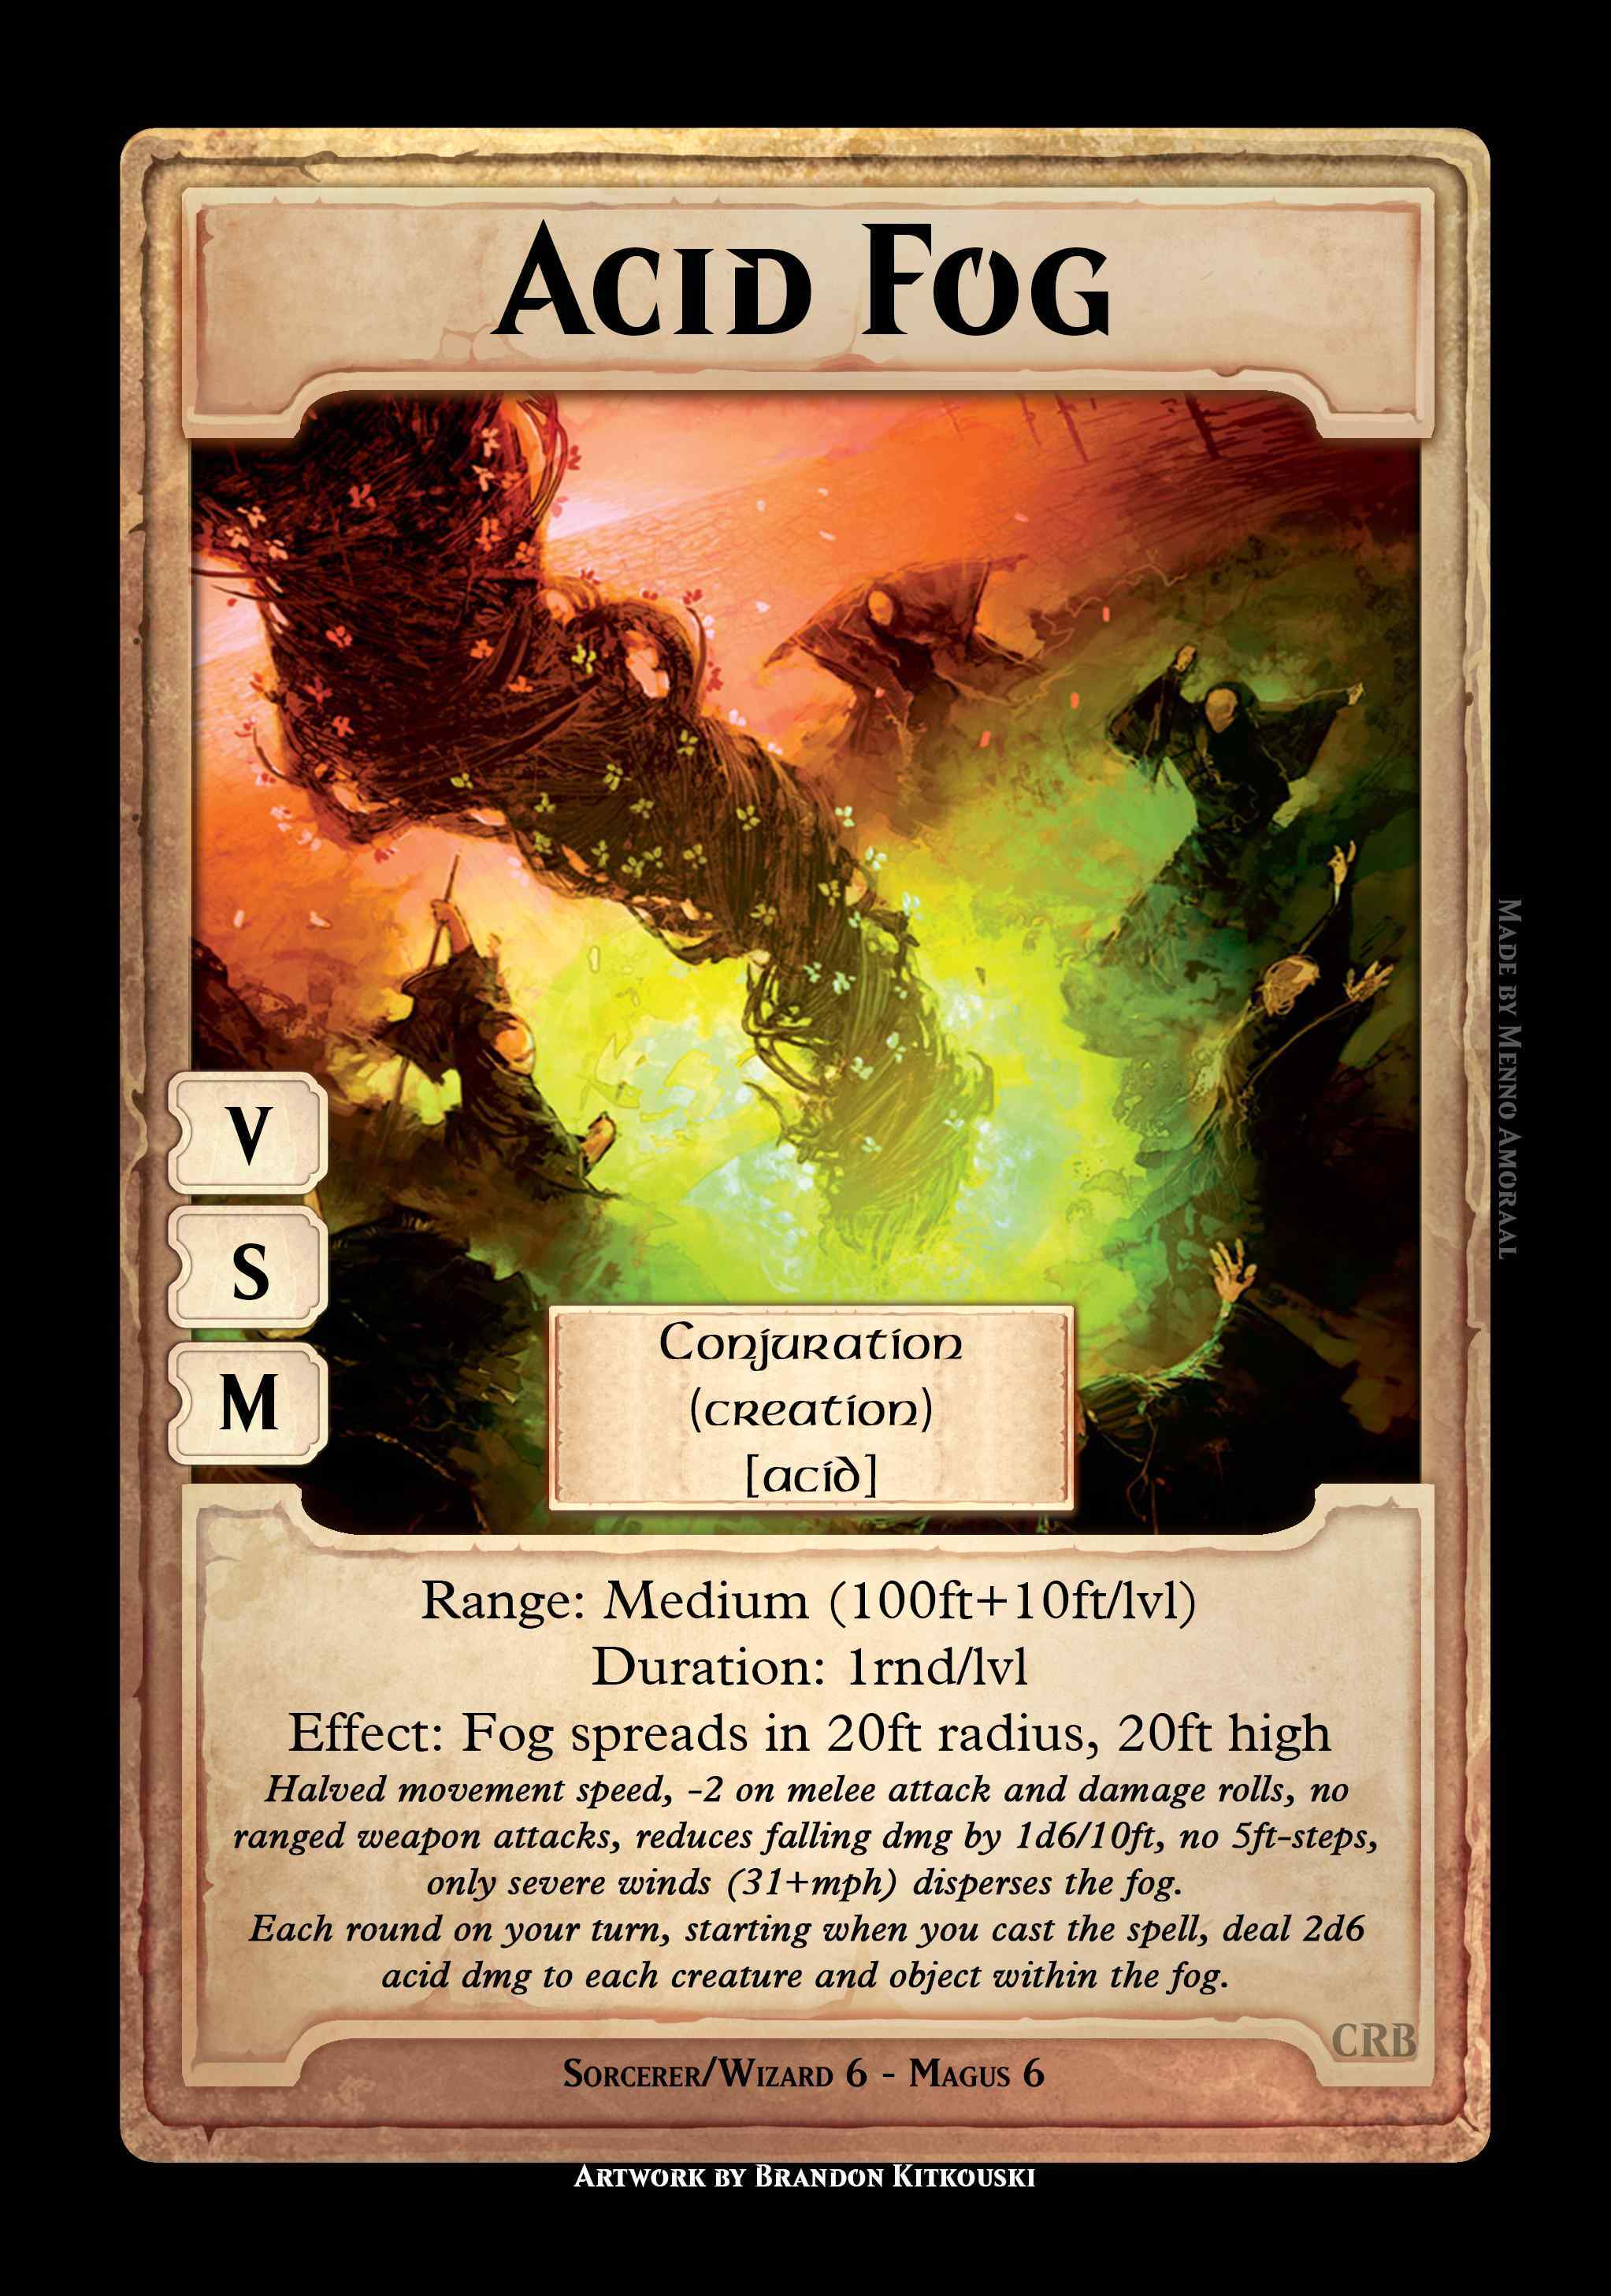 Acid Fog
V
S
M
Conjuration
(creation)
[acid]
Range: Medium (100ft+10ft/lvl)
Duration: 1rnd/lvl
Effect: Fog spreads in 20ft radius, 20ft high
Halved movement speed, -2 on melee attack and damage rolls, no
ranged weapon attacks, reduces falling dmg by 1d6/10ft, no 5ft-steps,
only severe winds (31+mph) disperses the fog.
Each round on your turn, starting when you cast the spell, deal 2d6
acid dmg to each creature and object within the fog.
CRB
Sorcerer/Wizard 6 - Magus 6
Artwork by Brandon Kitkouski
Made by Menno Amoraal